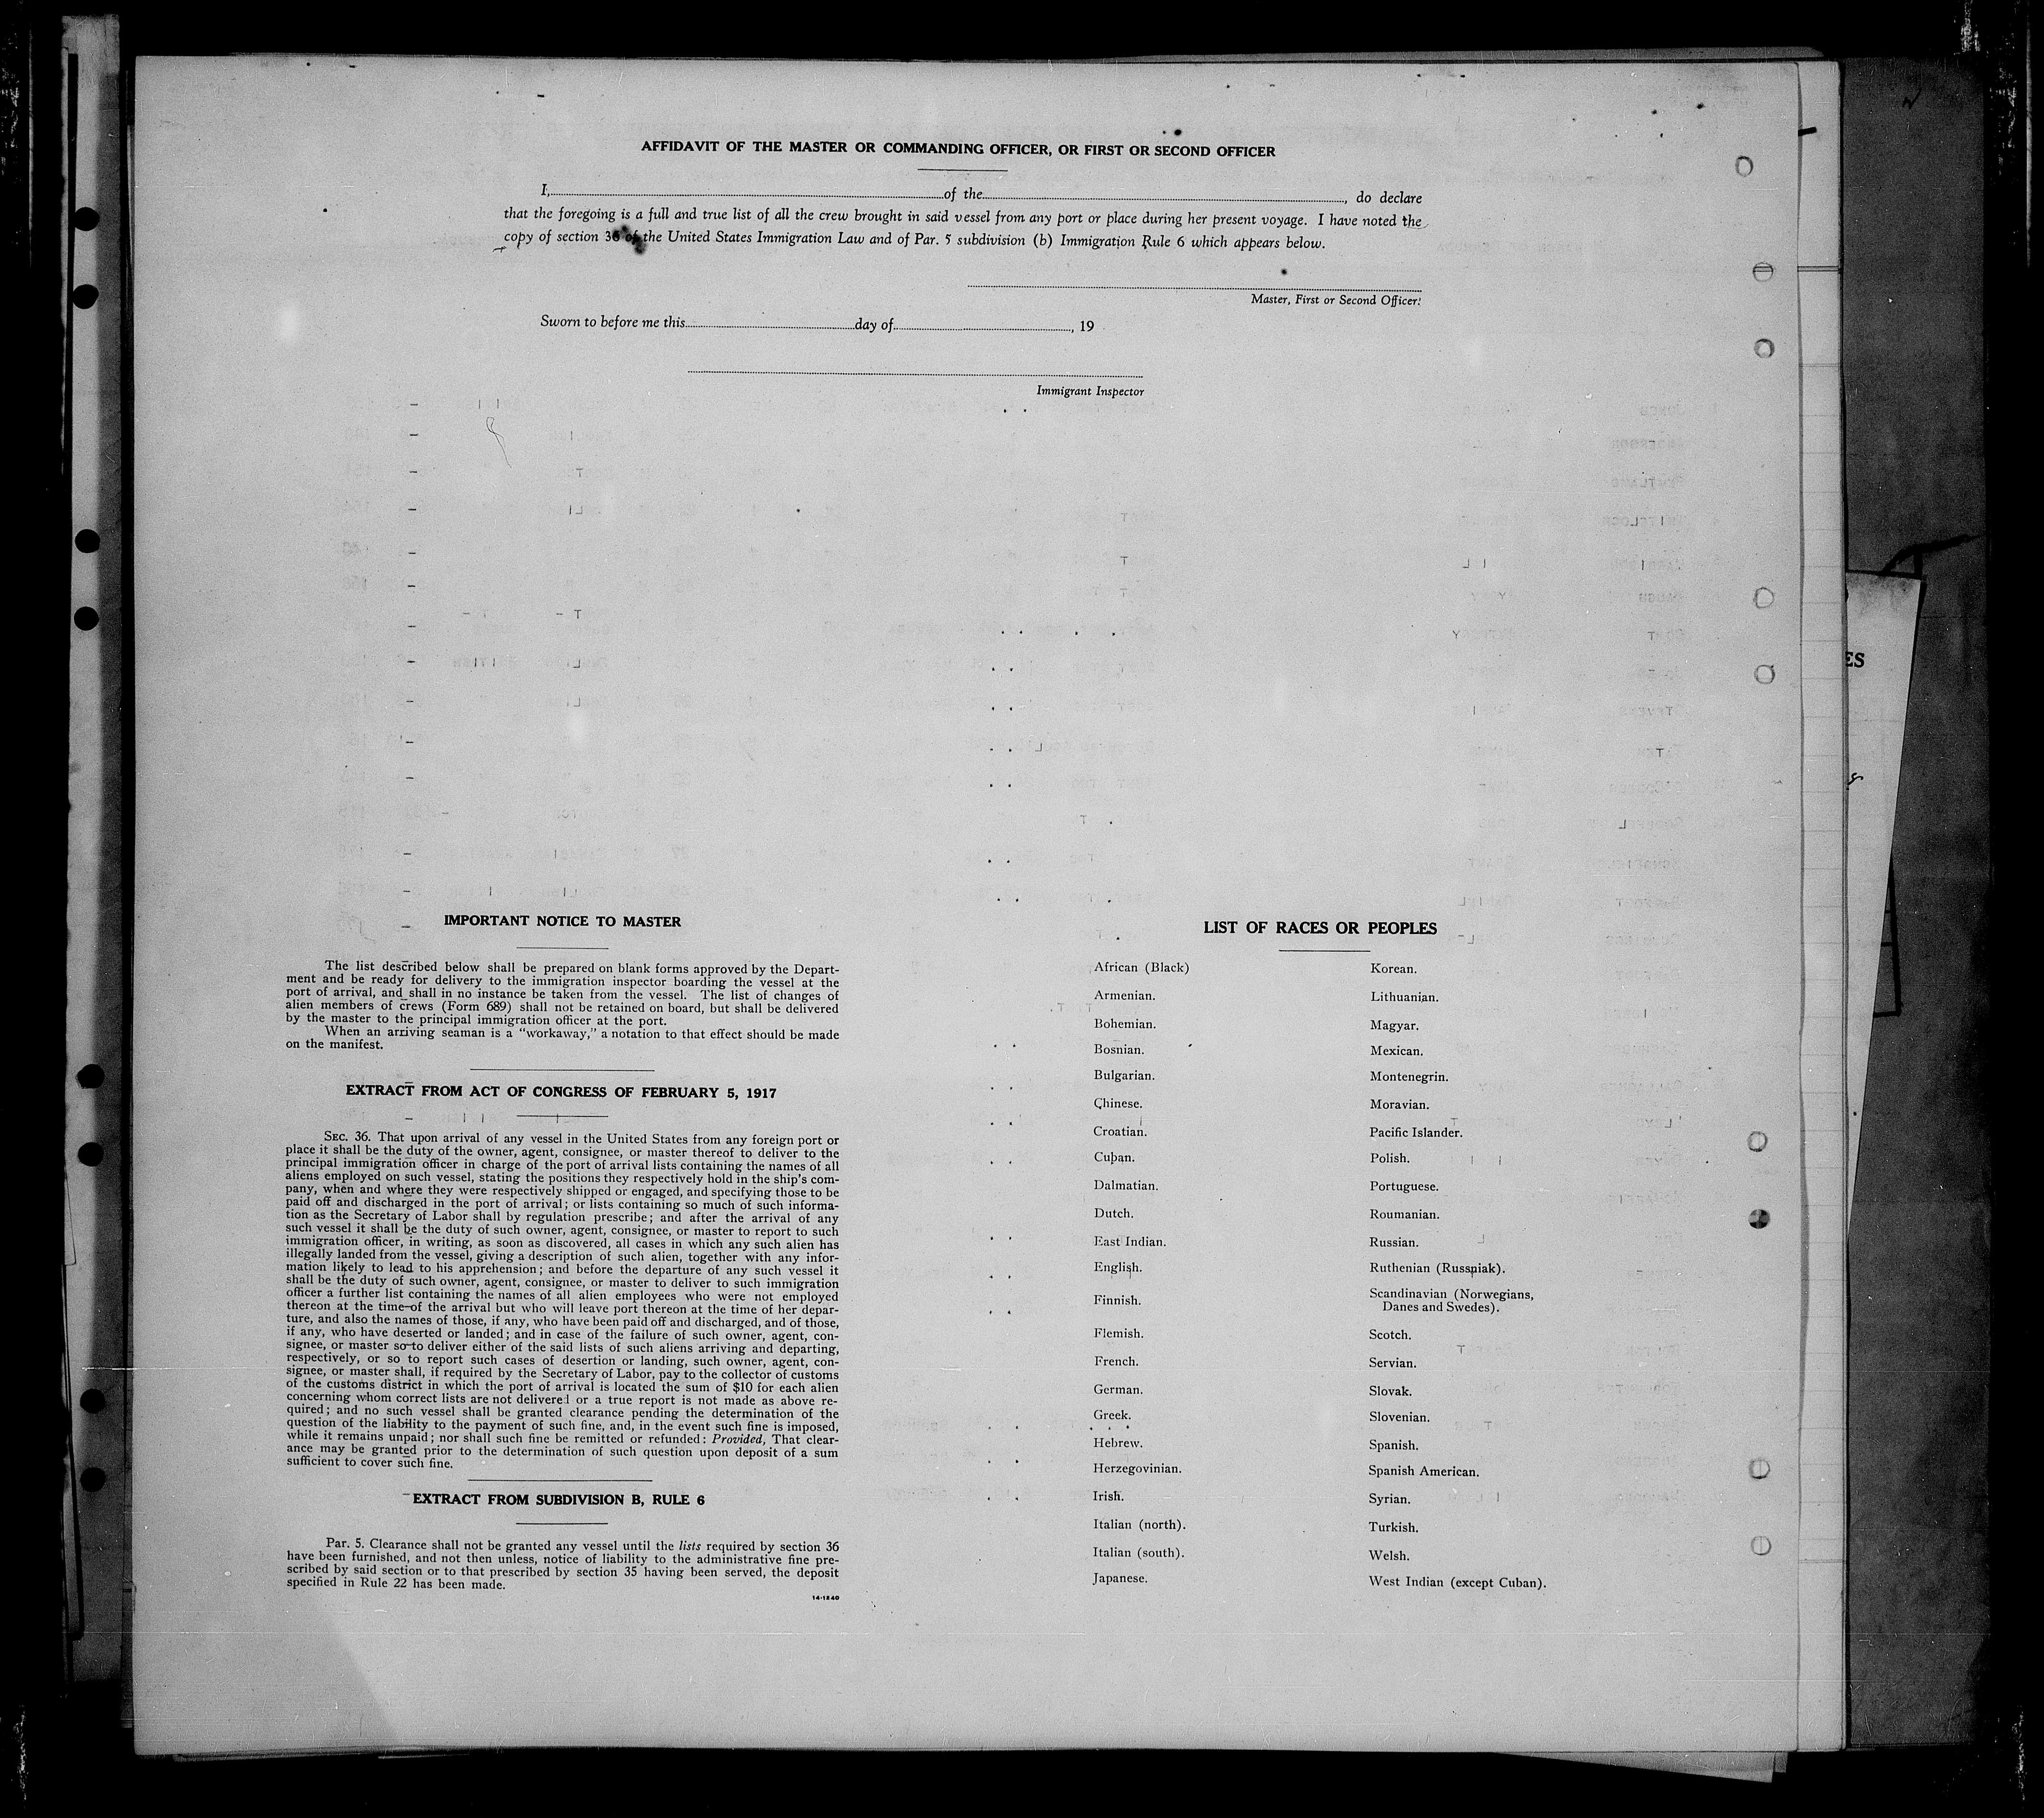 AFFIDAVIT OF THE MASTER OR COMMANDING OFFICER, OR FIRST OR SECOND OFFICER
I, of the , do declare
that the foregoing is a full and true list of all the crew brought in said vessel from any port or place during her present voyage. I have noted the
copy of section 36 of the United States Immigration Law and of Par. 5 subdivision (b) Immigration Rule 6 which appears below.
Master, First or Second Officer.
Sworn to before me this day of , 19
Immigrant Inspector
IMPORTANT NOTICE TO MASTER
The list described below shall be prepared on blank forms approved by the Depart-
ment and be ready for delivery to the immigration inspector boarding the vessel at the
port of arrival, and shall in no instance be taken from the vessel. The list of changes of
alien members of crews (Form 689) shall not be retained on board, but shall be delivered
by the master to the principal immigration officer at the port.
When an arriving seaman is a "workaway," a notation to that effect should be made
on the manifest.
EXTRACT FROM ACT OF CONGRESS OF FEBRUARY 5, 1917
SEC. 36. That upon arrival of any vessel in the United States from any foreign port or
place it shall be the duty of the owner, agent, consignee, or master thereof to deliver to the
principal immigration officer in charge of the port of arrival lists containing the names of all
aliens employed on such vessel, stating the positions they respectively hold in the ship's com-
pany, when and where they were respectively shipped or engaged, and specifying those to be
paid off and discharged in the port of arrival; or lists containing so much of such informa-
tion as the Secretary of Labor shall by regulation prescribe; and after the arrival of any
such vessel it shall be the duty of such owner, agent, consignee, or master to report to such
immigration officer, in writing, as soon as discovered, all cases in which any such alien has
illegally landed from the vessel, giving a description of such alien, together with any infor-
mation likely to lead to his apprehension; and before the departure of any such vessel it
shall be the duty of such owner, agent, consignee, or master to deliver to such immigration
officer a further list containing the names of all alien employees who were not employed
thereon at the time of the arrival but who will leave port thereon at the time of her depar-
ture, and also the names of those, if any, who have been paid off and discharged, and of those,
if any, who have deserted or landed; and in case of the failure of such owner, agent, con-
signee, or master so to deliver either of the said lists of such aliens arriving and departing,
respectively, or so to report such cases of desertion or landing, such owner, agent, con-
signee, or master shall, if required by the Secretary of Labor, pay to the collector of customs
of the customs district in which the port of arrival is located the sum of $10 for each alien
concerning whom correct lists are not delivered or a true report is not made as above re-
quired; and no such vessel shall be granted clearance pending the determination of the
question of the liability to the payment of such fine, and, in the event such fine is imposed,
while it remains unpaid; nor shall such fine be remitted or refunded: Provided, That clear-
ance may be granted prior to the determination of such question upon deposit of a sum
sufficient to cover such fine.
EXTRACT FROM SUBDIVISION B, RULE 6
Par. 5. Clearance shall not be granted any vessel until the lists required by section 36
have been furnished, and not then unless, notice of liability to the administrative fine pre-
scribed by said section or to that prescribed by section 35 having been served, the deposit
specified in Rule 22 has been made.
14-1240
LIST OF RACES OR PEOPLES
African (Black)
Armenian.
Bohemian.
Bosnian.
Bulgarian.
Chinese.
Croatian.
Cuban.
Dalmatian.
Dutch.
East Indian.
English.
Finnish.
Flemish.
French.
German.
Greek.
Hebrew.
Herzegovinian.
Irish.
Italian (north).
Italian (south).
Japanese.
Korean.
Lithuanian.
Magyar.
Mexican.
Montenegrin.
Moravian.
Pacific Islander.
Polish.
Portuguese.
Roumanian.
Russian.
Ruthenian (Russniak).
Scandinavian (Norwegians,
Danes and Swedes).
Scotch.
Servian.
Slovak.
Slovenian.
Spanish.
Spanish American.
Syrian.
Turkish.
Welsh.
West Indian (except Cuban).
ES